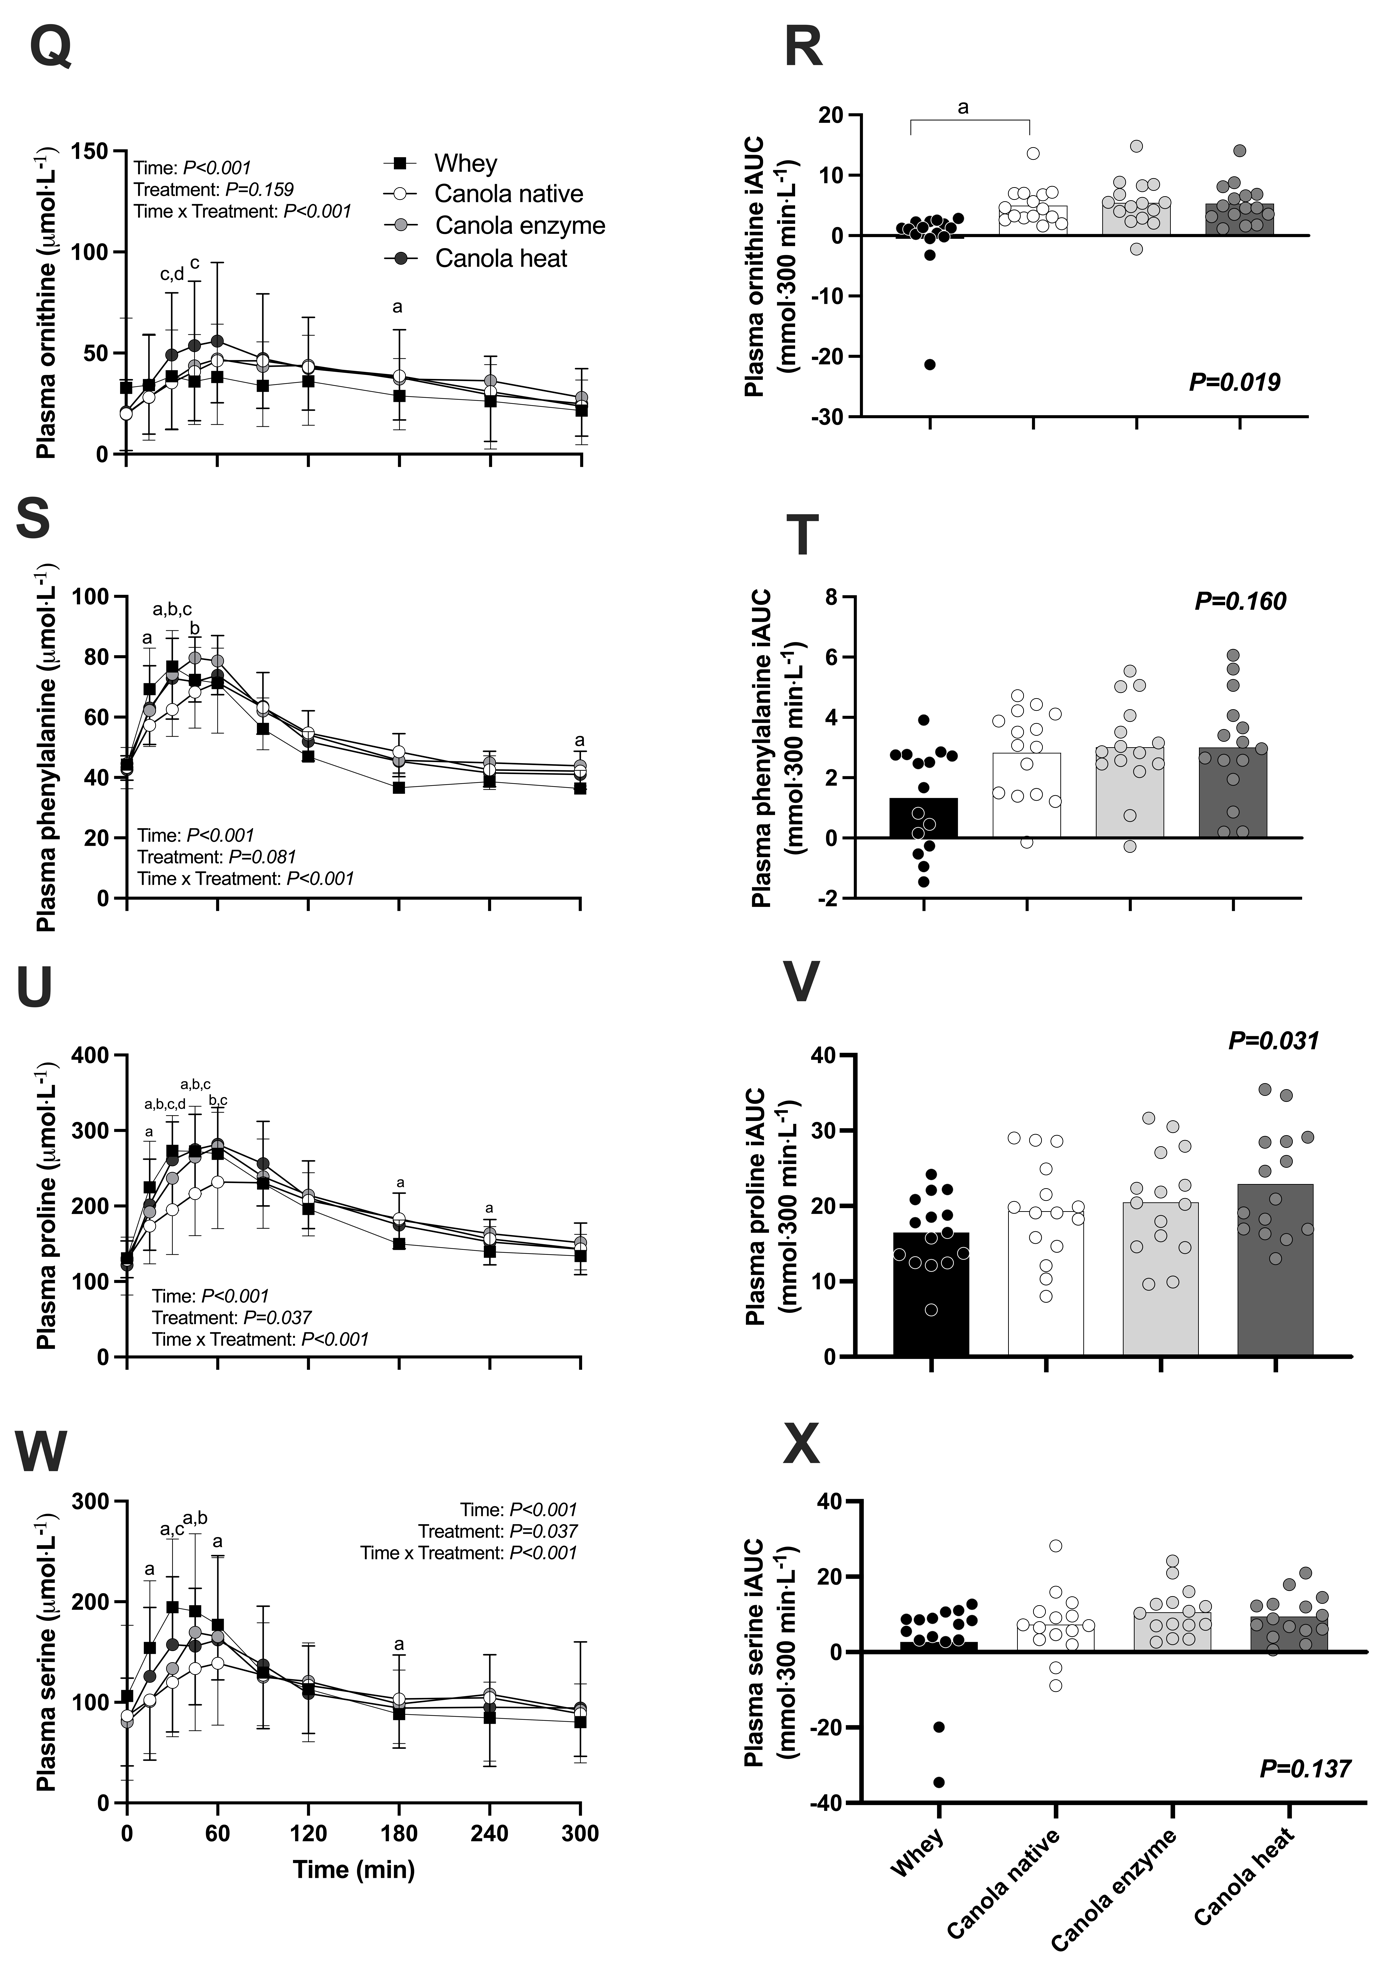 Q
Plasma ornithine (μmol·L-1)
150
100
50
0
Time: P<0.001
Treatment: P=0.159
Time x Treatment: P<0.001
Whey
Canola native
Canola enzyme
Canola heat
c,d
c
a
R
Plasma ornithine iAUC
(mmol·300 min·L-1)
20
10
0
-10
-20
-30
a
P=0.019
S
Plasma phenylalanine (μmol·L-1)
100
80
60
40
20
0
a
a,b,c
b
a
Time: P<0.001
Treatment: P=0.081
Time x Treatment: P<0.001
T
Plasma phenylalanine iAUC
(mmol·300 min·L-1)
8
6
4
2
0
-2
P=0.160
U
Plasma proline (μmol·L-1)
400
300
200
100
0
a
a,b,c,d
a,b,c
b,c
a
a
Time: P<0.001
Treatment: P=0.037
Time x Treatment: P<0.001
V
Plasma proline iAUC
(mmol·300 min·L-1)
40
30
20
10
0
P=0.031
W
Plasma serine (μmol·L-1)
300
200
100
0
a
a,c
a,b
a
a
Time: P<0.001
Treatment: P=0.037
Time x Treatment: P<0.001
0 60 120 180 240 300
Time (min)
X
Plasma serine iAUC
(mmol·300 min·L-1)
40
20
0
-20
-40
P=0.137
Whey
Canola native
Canola enzyme
Canola heat